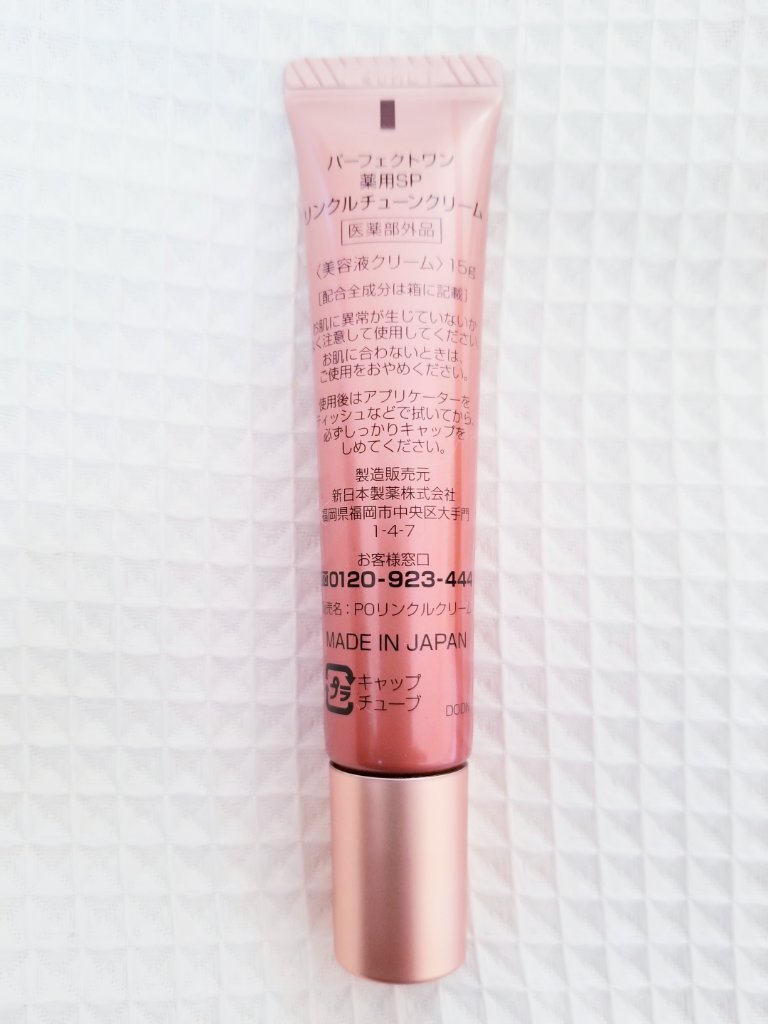 パーフェクトワン
薬用SP
リンクルチューンクリーム
医薬部外品
〈美容液クリーム〉15g
[配合全成分は箱に記載]
お肌に異常が生じていないか
く注意して使用してください。
お肌に合わないときは、
ご使用をおやめください。
使用後はアプリケーターを
ティッシュなどで拭いてから、
必ずしっかりキャップを
しめてください。
製造販売元
新日本製薬株式会社
福岡県福岡市中央区大手門
1-4-7
お客様窓口
0120-923-444
売名：POリンクルクリーム
MADE IN JAPAN
プラ
キャップ
チューブ